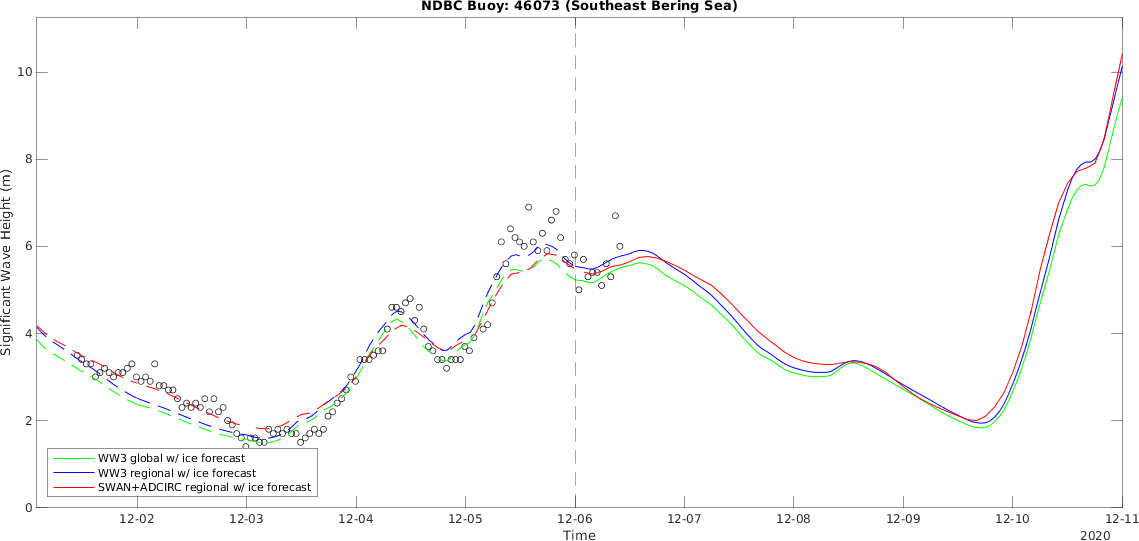 NDBC Buoy: 46073 (Southeast Bering Sea)
Significant Wave Height (m)
10
8
6
4
2
0
WW3 global w/ ice forecast
WW3 regional w/ ice forecast
SWAN+ADCIRC regional w/ ice forecast
12-02 12-03 12-04 12-05 12-06 12-07 12-08 12-09 12-10 12-11
Time
2020